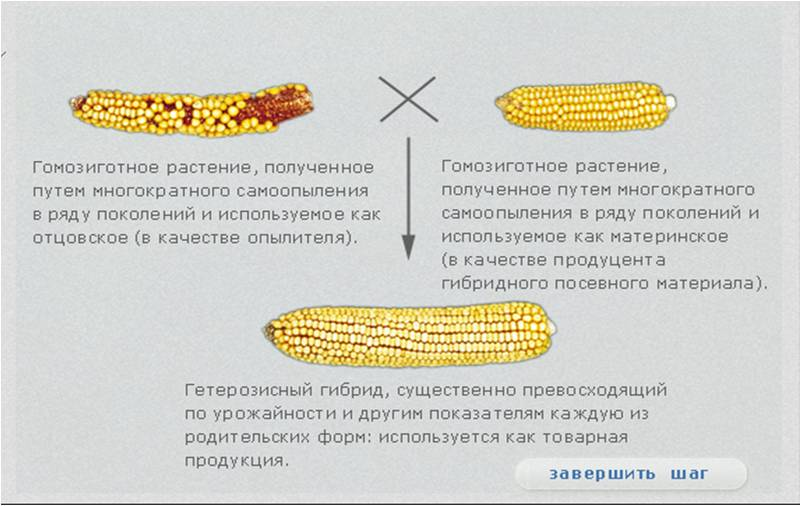 Гомозиготное растение, полученное
путем многократного самоопыления
в ряду поколений и используемое как
отцовское (в качестве опылителя).
Гомозиготное растение,
полученное путем многократного
самоопыления в ряду поколений и
используемое как материнское
(в качестве продуцента
гибридного посевного материала).
Гетерозисный гибрид, существенно превосходящий
по урожайности и другим показателям каждую из
родительских форм: используется как товарная
продукция.
завершить шаг